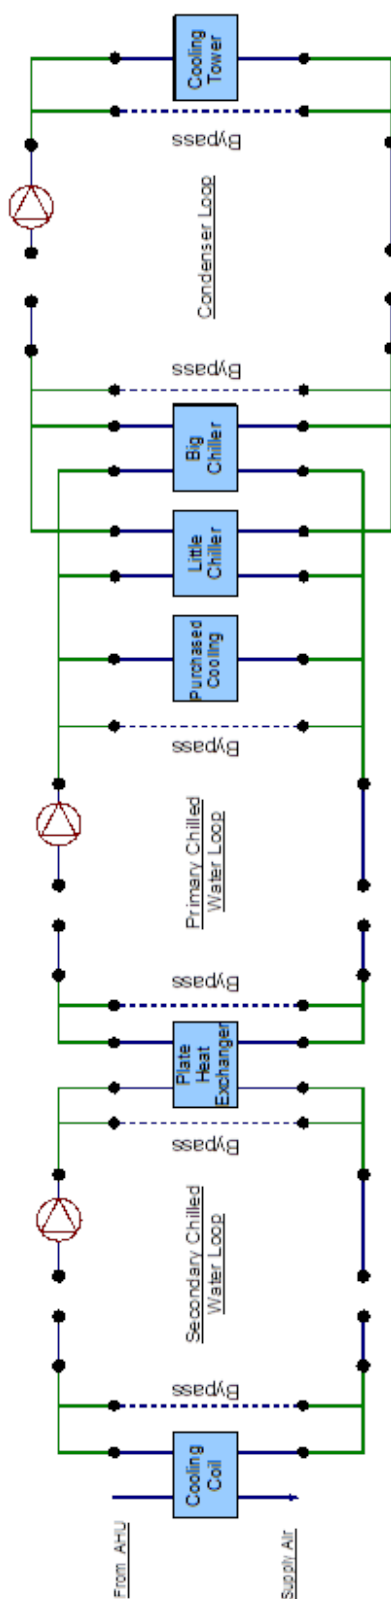 From AHU
Supply Air
Cooling
Coil
Bypass
Secondary Chilled
Water Loop
Bypass
Plate
Heat
Exchanger
Bypass
Primary Chilled
Water Loop
Bypass
Purchased
Cooling
Little
Chiller
Big
Chiller
Bypass
Condenser Loop
Bypass
Cooling
Tower